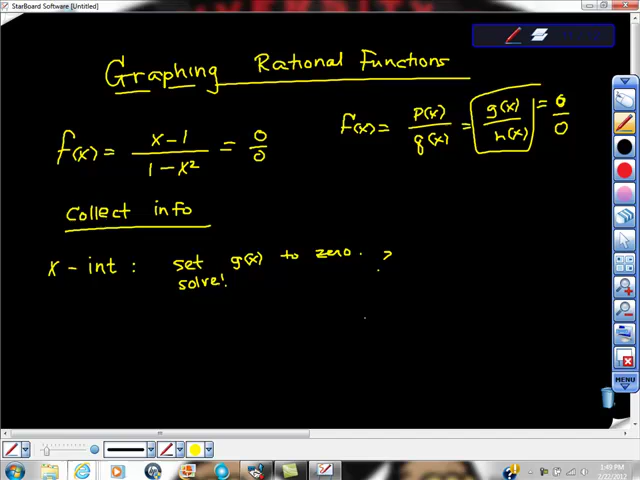 StarBoard Software [Untitled]
Graphing Rational Functions
f(x) = x-1 / 1-x² = 0/0
f(x) = p(x)/q(x) = g(x)/h(x) = 0/0
Collect info
x - int : set g(x) to zero. ?
solve!
MENU
1:49 PM
2/22/2012